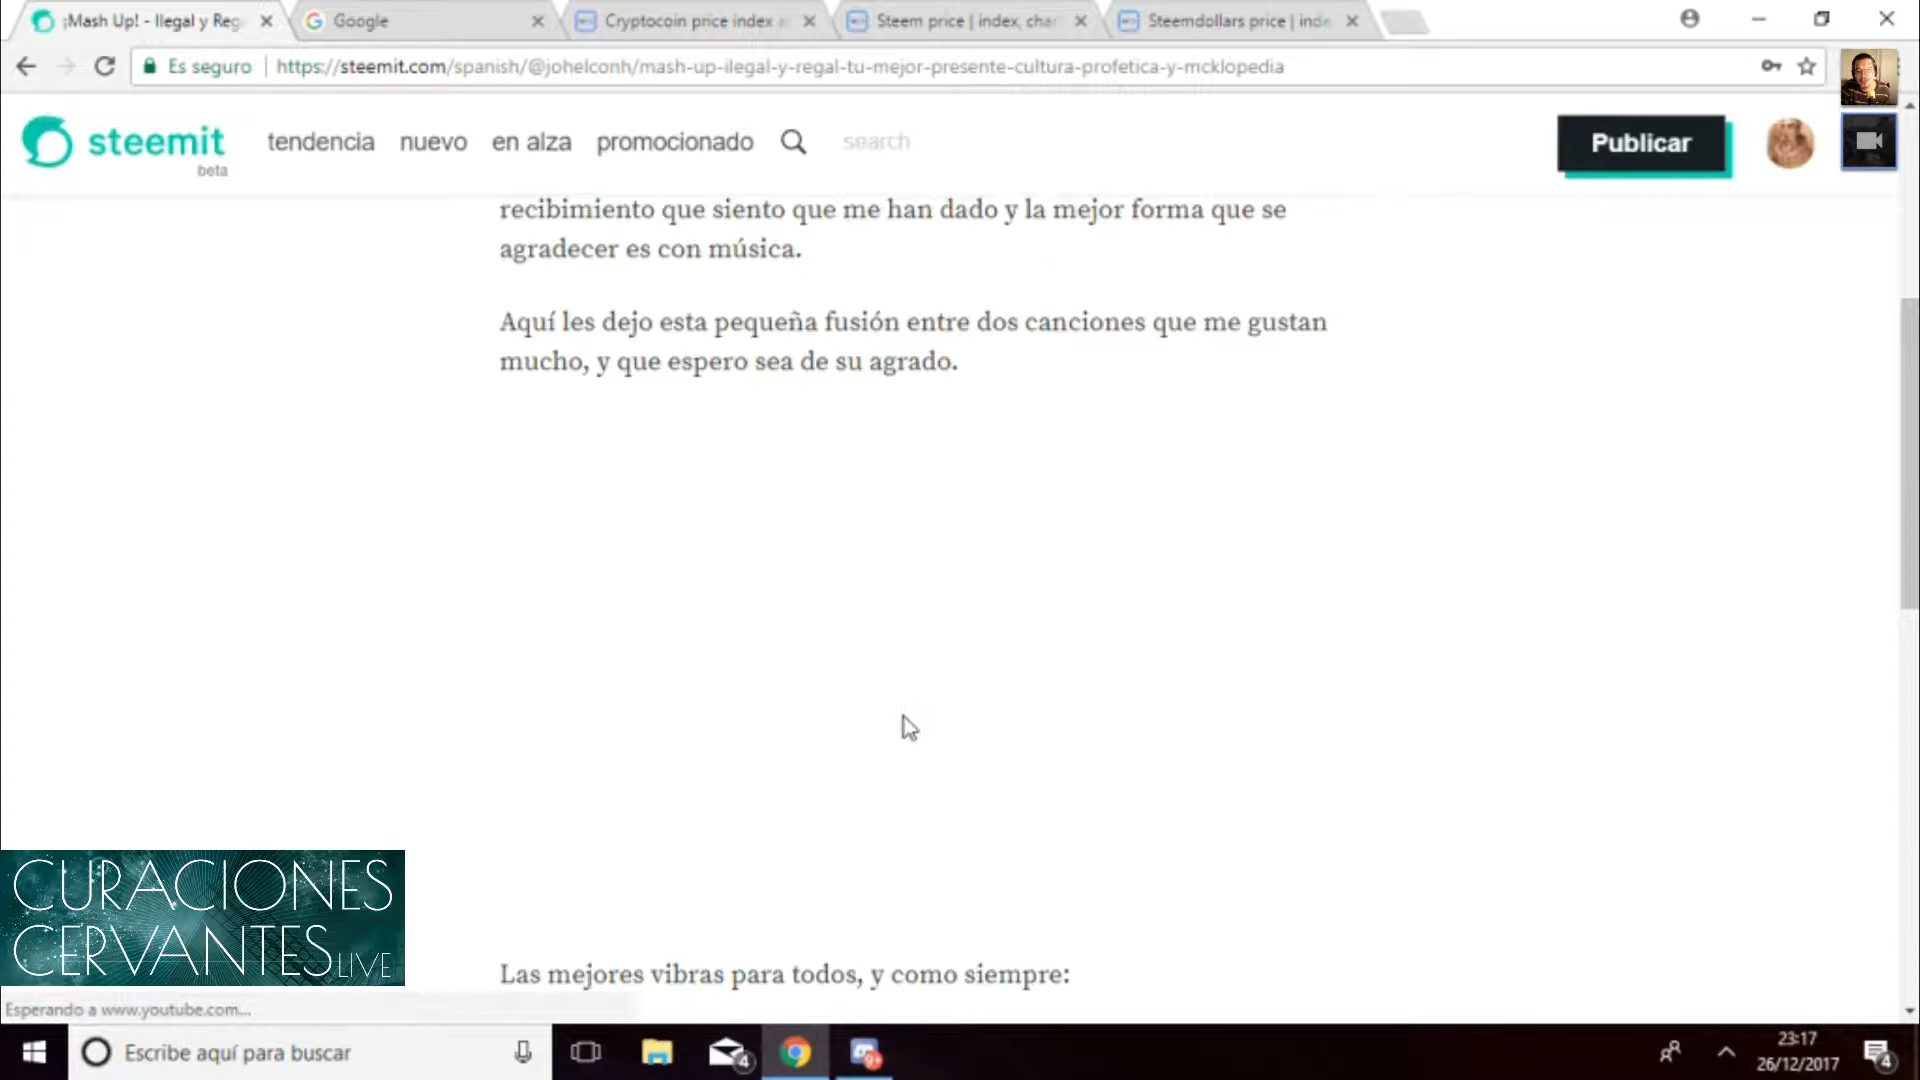 ¡Mash Up! - Ilegal y Reg
Google
Cryptocoin price index
Steem price | index, cha
Steemdollars price | inde
Es seguro
https://steemit.com/spanish/@johelconh/mash-up-ilegal-y-regal-tu-mejor-presente-cultura-profetica-y-mcklopedia
steemit
beta
tendencia
nuevo
en alza
promocionado
search
Publicar
recibimiento que siento que me han dado y la mejor forma que se
agradecer es con música.
Aquí les dejo esta pequeña fusión entre dos canciones que me gustan
mucho, y que espero sea de su agrado.
CURACIONES
CERVANTES LIVE
Las mejores vibras para todos, y como siempre:
Esperando a www.youtube.com...
Escribe aquí para buscar
4
9+
23:17
26/12/2017
4